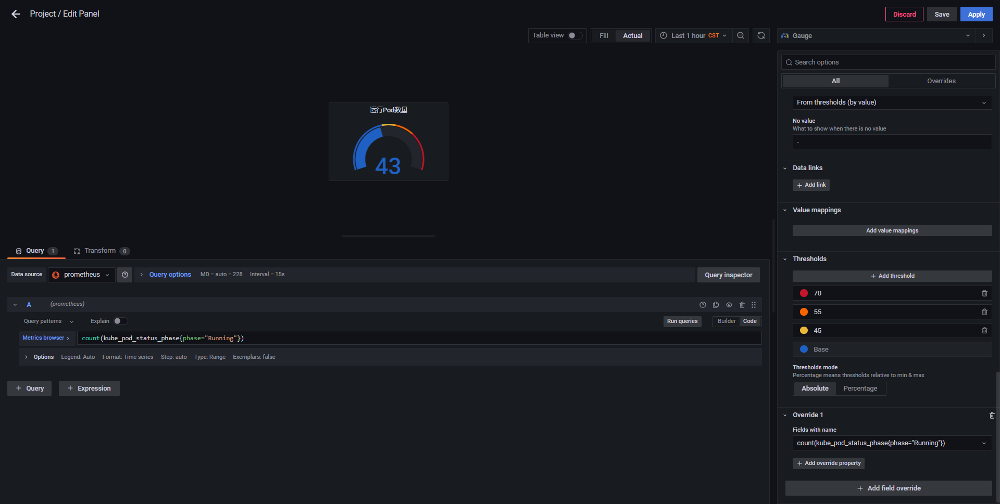 Project / Edit Panel
Discard
Save
Apply
Table view
Fill
Actual
Last 1 hour CST
Gauge
Search options
All
Overrides
From thresholds (by value)
No value
What to show when there is no value
-
Data links
+ Add link
Value mappings
Add value mappings
Thresholds
+ Add threshold
70
55
45
Base
Thresholds mode
Percentage means thresholds relative to min & max
Absolute
Percentage
Override 1
Fields with name
count(kube_pod_status_phase{phase="Running"})
+ Add override property
+ Add field override
运行Pod数量
43
Query 1
Transform 0
Data source
prometheus
Query options
MD = auto = 228
Interval = 15s
Query inspector
A
(prometheus)
Query patterns
Explain
Run queries
Builder
Code
Metrics browser >
count(kube_pod_status_phase{phase="Running"})
Options
Legend: Auto
Format: Time series
Step: auto
Type: Range
Exemplars: false
+ Query
+ Expression